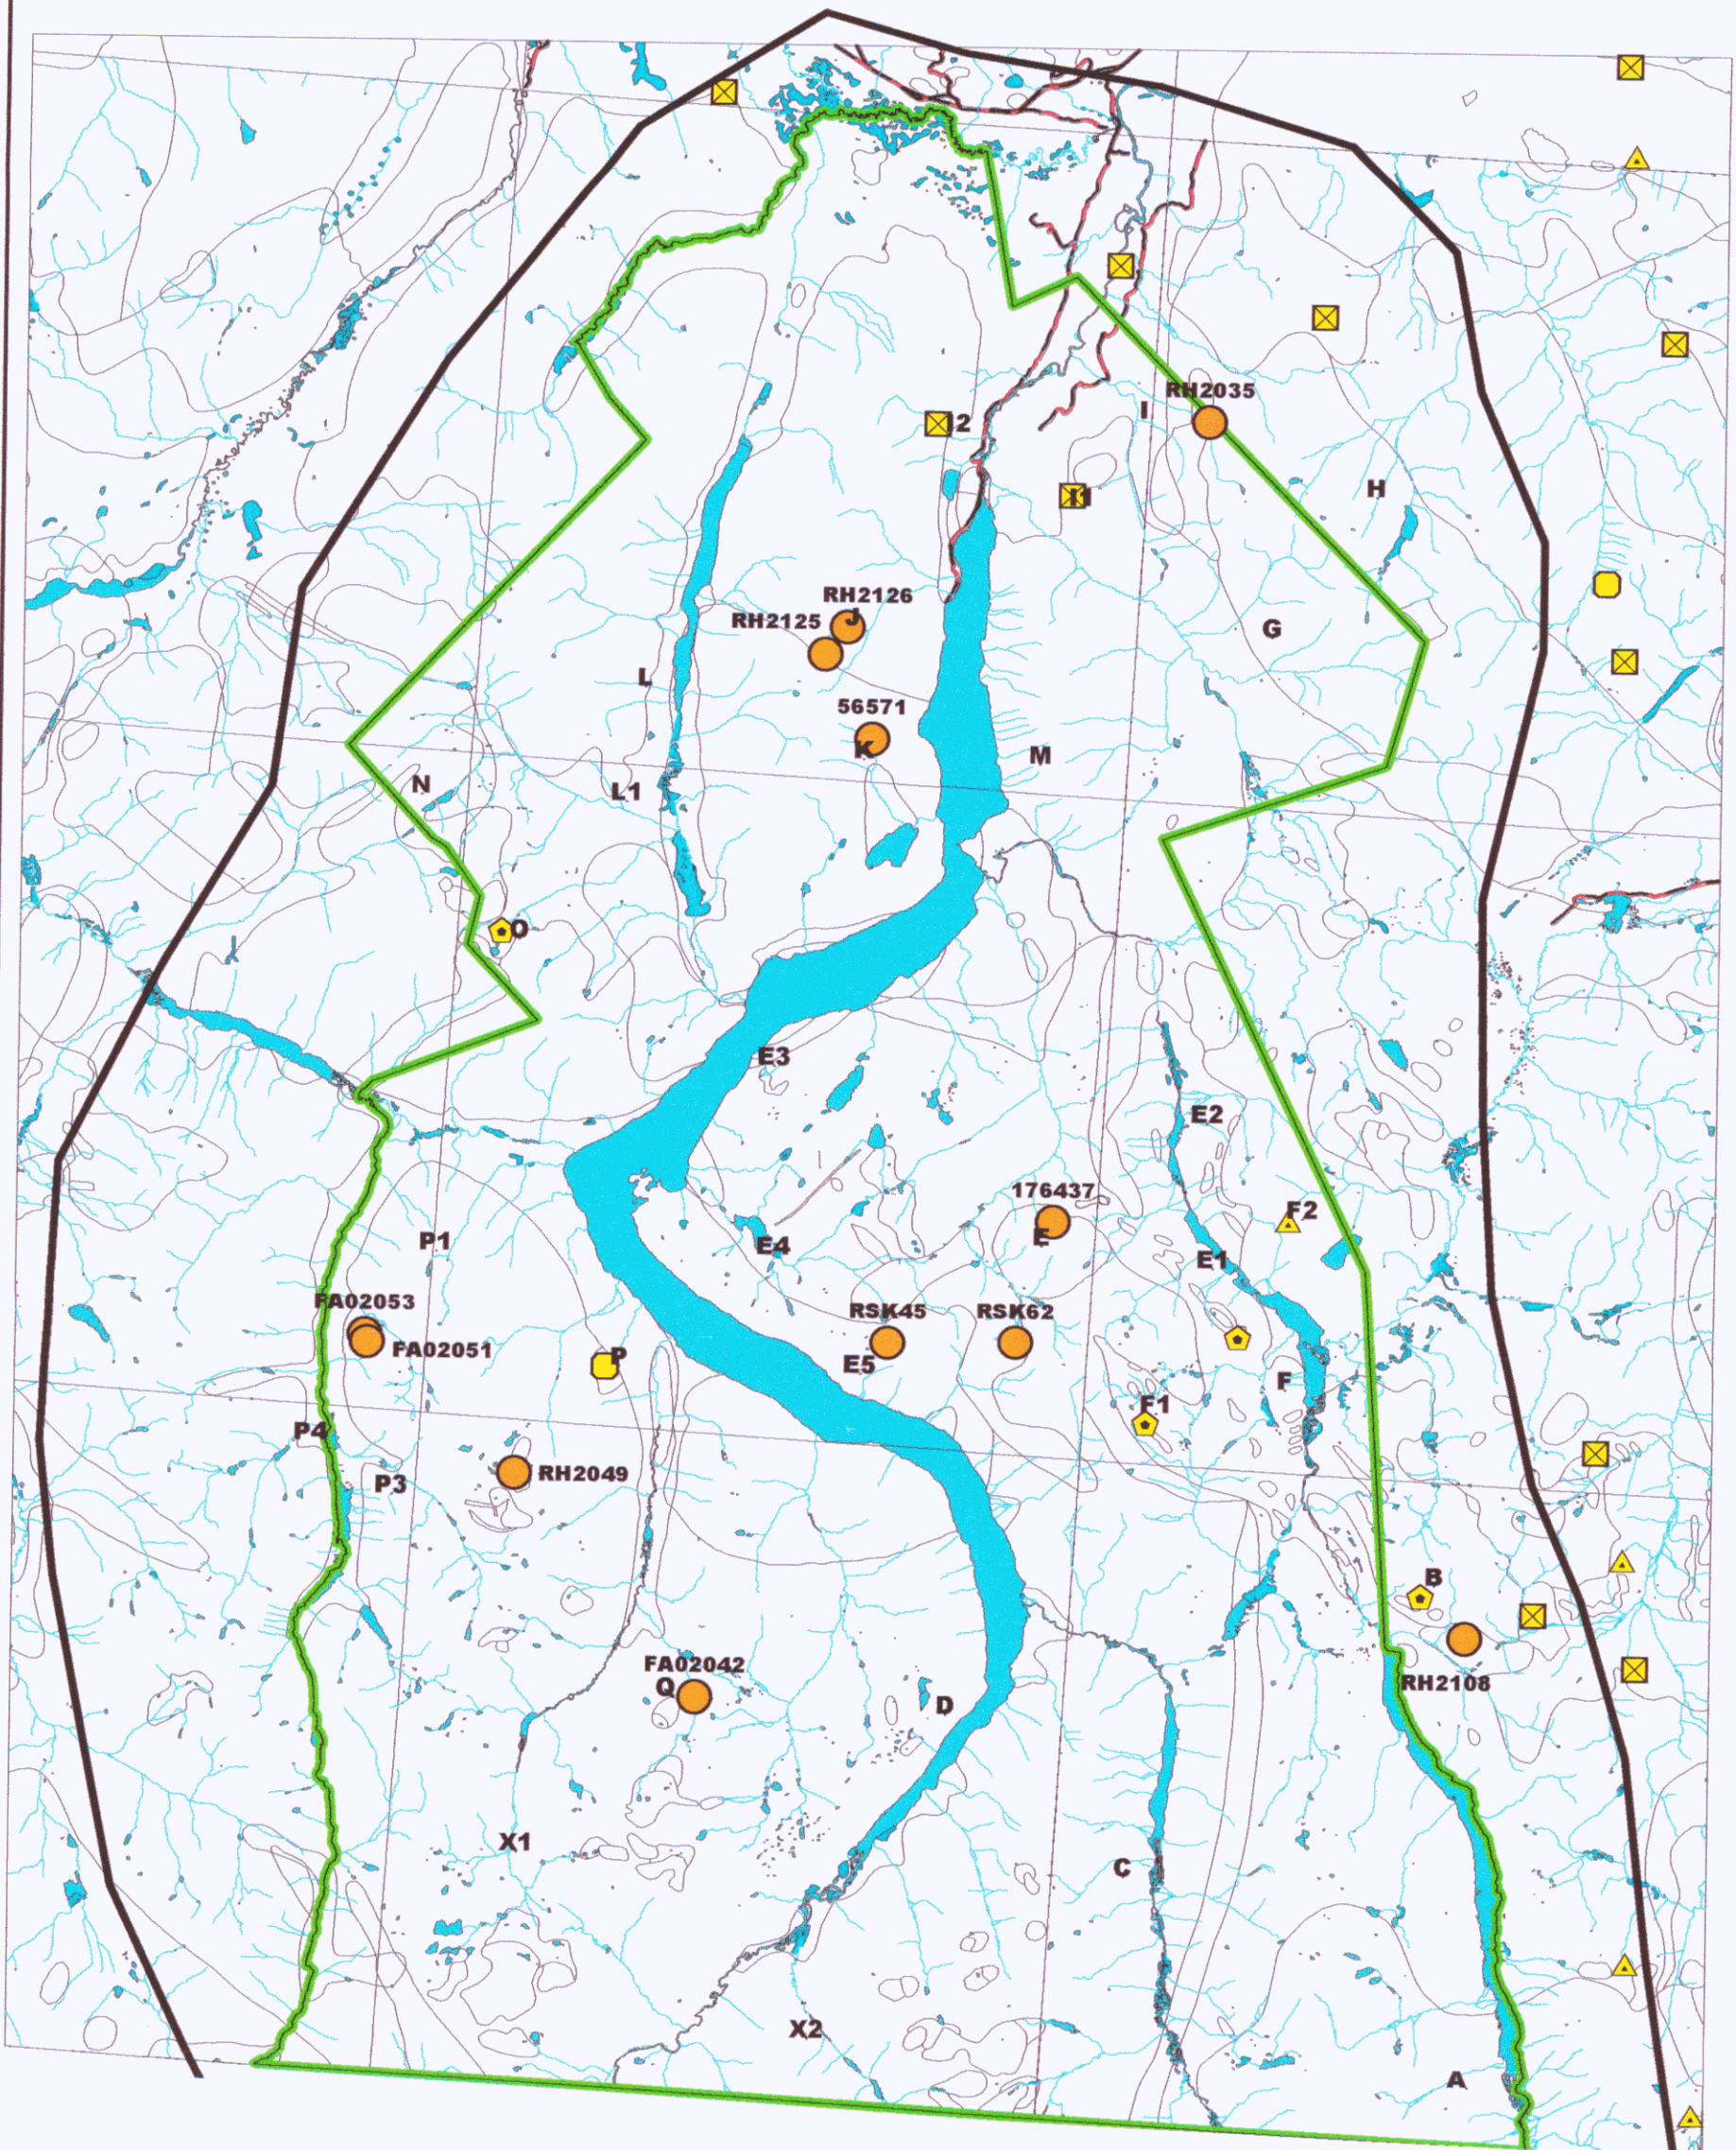 RH2035
I
2
H
I1
RH2126
J
RH2125
G
L
56571
K
M
N
L1
O
E3
E2
176437
F2
E
P1
E4
E1
FA02053
RSK45
RSK62
FA02051
P
E5
F
F1
P4
P3
RH2049
B
FA02042
Q
D
RH2108
X1
C
X2
A